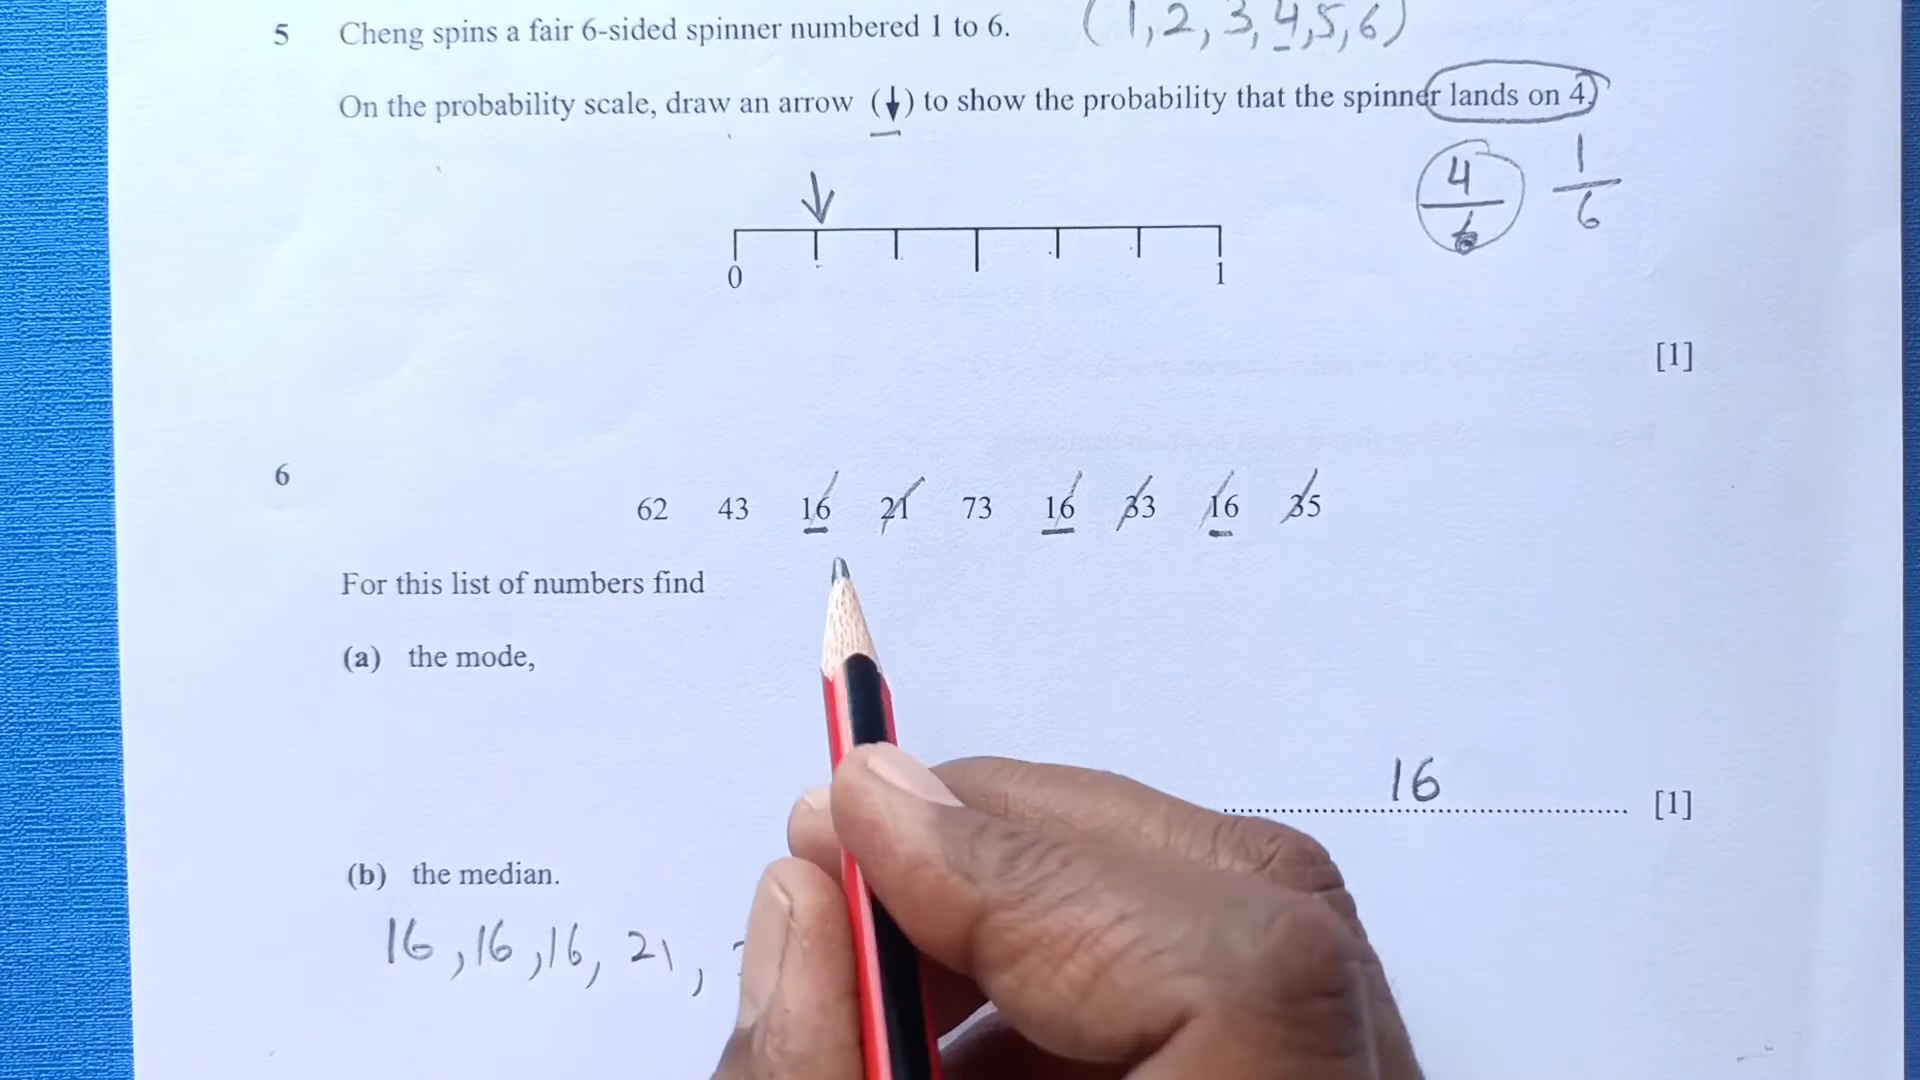 5 Cheng spins a fair 6-sided spinner numbered 1 to 6. (1,2,3,4,5,6)
On the probability scale, draw an arrow (↓) to show the probability that the spinner lands on 4.
4/6 1/6
0 1
[1]
6
62 43 16 21 73 16 33 16 35
For this list of numbers find
(a) the mode,
16 [1]
(b) the median.
16, 16, 16, 21,